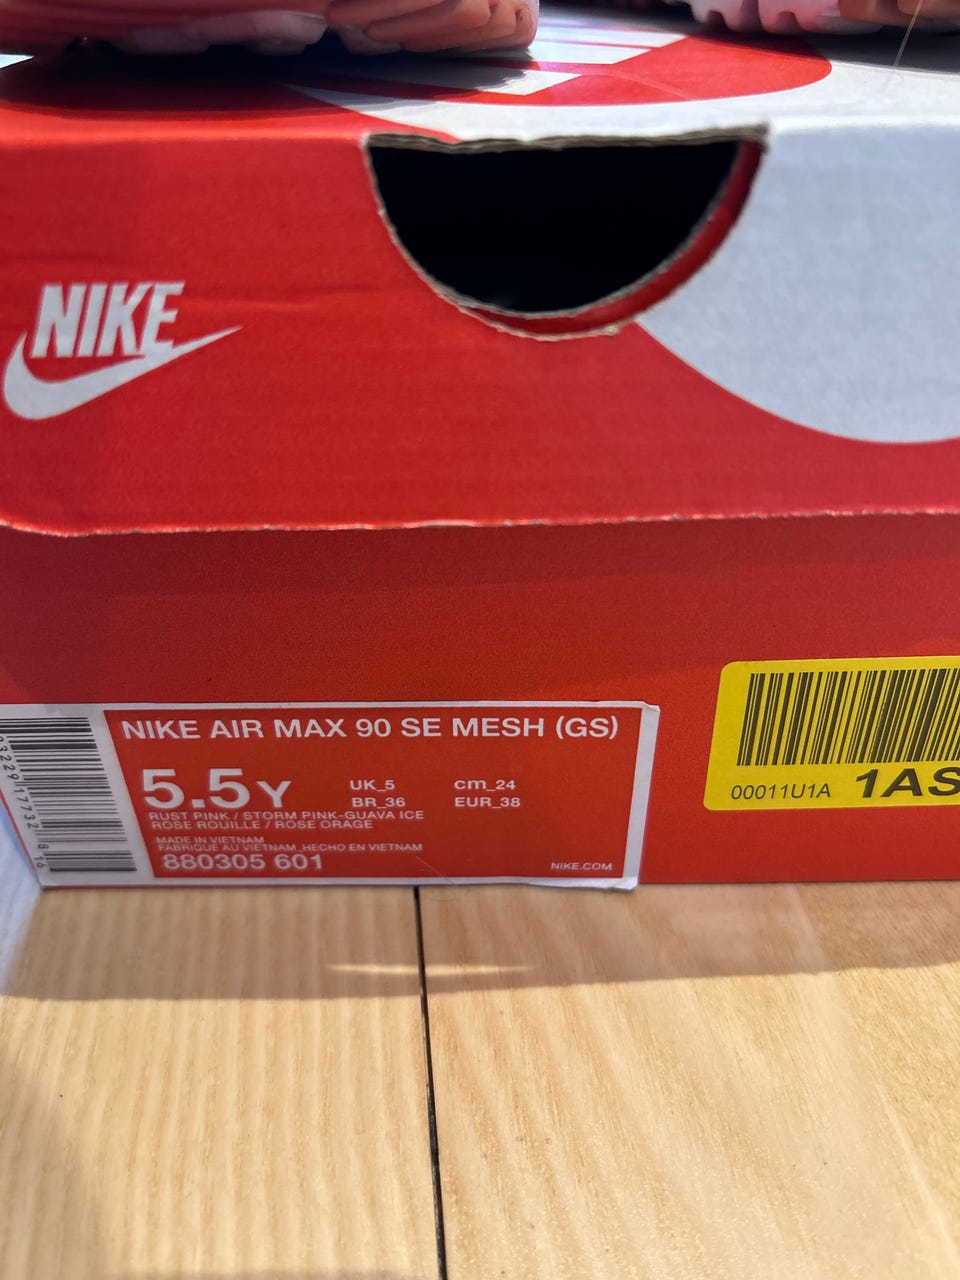 NIKE
NIKE AIR MAX 90 SE MESH (GS)
5.5Y
UK_5 cm_24
BR_36 EUR_38
RUST PINK / STORM PINK-GUAVA ICE
ROSE ROUILLE / ROSE ORAGE
MADE IN VIETNAM
FABRIQUÉ AU VIETNAM_HECHO EN VIETNAM
880305 601
NIKE.COM
00011U1A 1AS